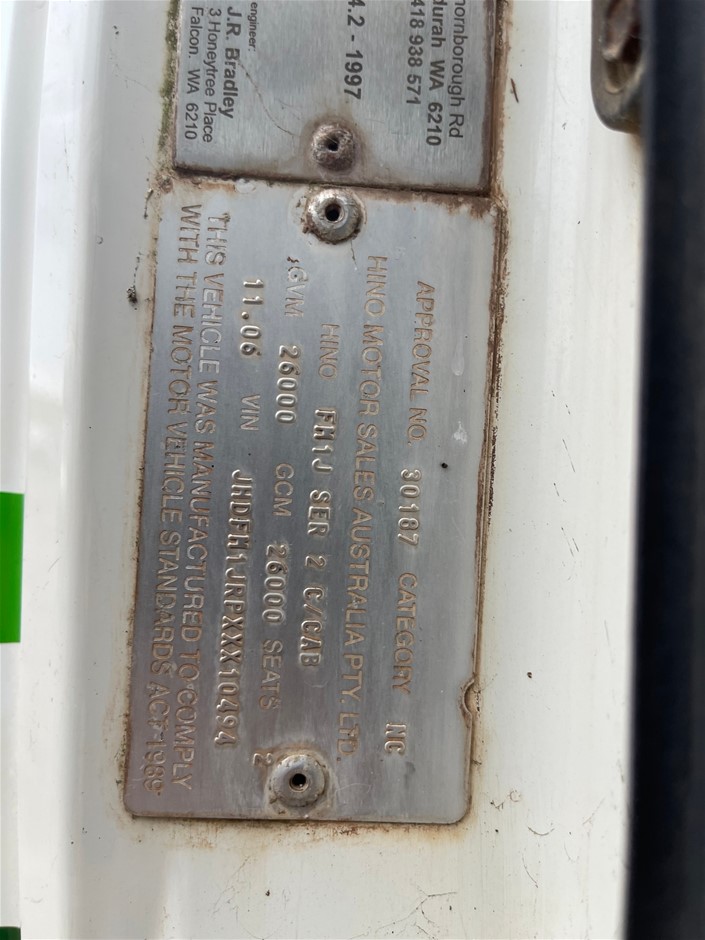 hornborough Rd
durah WA 6210
418 938 571
4.2 - 1997
engineer:
J.R. Bradley
3 Honeytree Place
Falcon. WA 6210
APPROVAL NO. 30187 CATEGORY NC
HINO MOTOR SALES AUSTRALIA PTY. LTD.
HINO FM1J SER 2 C/CAB
GVM 26000 GCM 26000 SEATS 2
11.06 VIN JHDFM1JRPXXX10494
THIS VEHICLE WAS MANUFACTURED TO COMPLY
WITH THE MOTOR VEHICLE STANDARDS ACT 1989